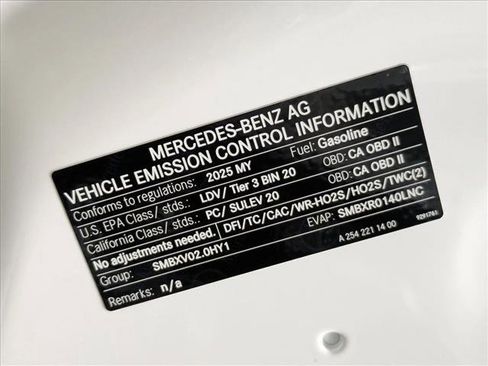 MERCEDES-BENZ AG
VEHICLE EMISSION CONTROL INFORMATION
Conforms to regulations: 2025 MY Fuel: Gasoline
U.S. EPA Class/ stds.: LDV/ Tier 3 BIN 20 OBD: CA OBD II
California Class/ stds.: PC/ SULEV 20 OBD: CA OBD II
No adjustments needed. DFI/TC/CAC/WR-HO2S/HO2S/TWC(2)
Group: SMBXV02.0HY1 EVAP: SMBXR0140LNC
Remarks: n/a A 254 221 14 00